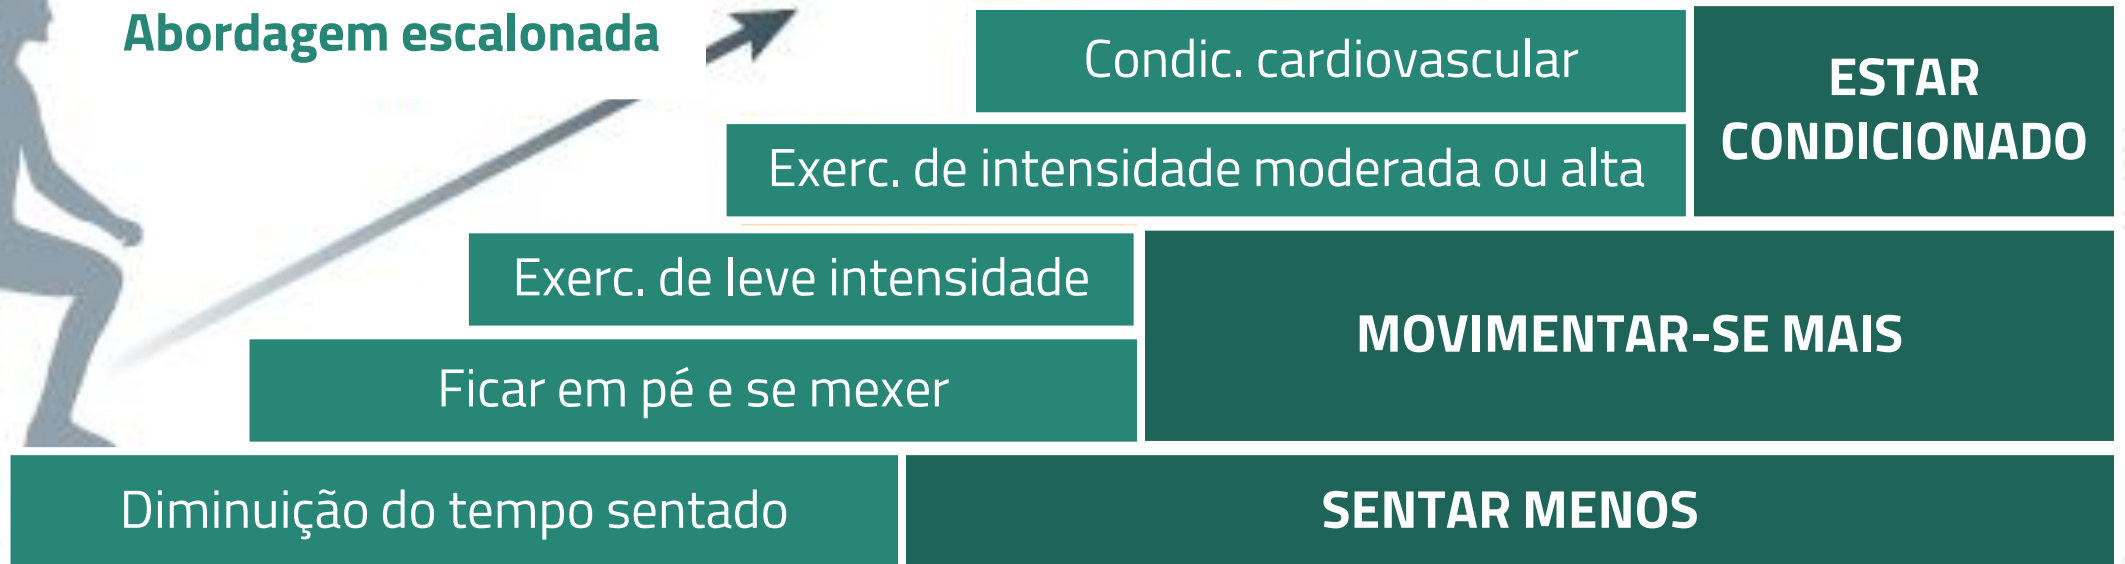 Abordagem escalonada
Condic. cardiovascular
Exerc. de intensidade moderada ou alta
ESTAR
CONDICIONADO
Exerc. de leve intensidade
Ficar em pé e se mexer
MOVIMENTAR-SE MAIS
Diminuição do tempo sentado
SENTAR MENOS